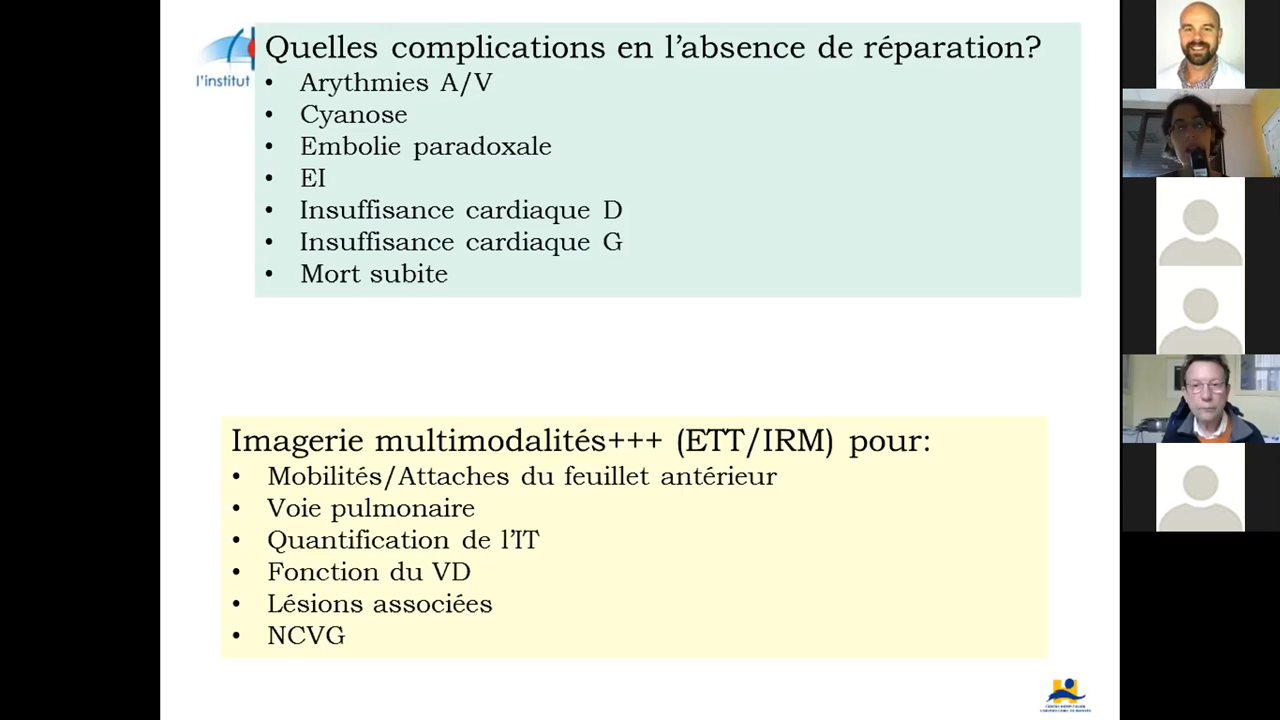 l'institut
Quelles complications en l'absence de réparation?
• Arythmies A/V
• Cyanose
• Embolie paradoxale
• EI
• Insuffisance cardiaque D
• Insuffisance cardiaque G
• Mort subite
Imagerie multimodalités+++ (ETT/IRM) pour:
• Mobilités/Attaches du feuillet antérieur
• Voie pulmonaire
• Quantification de l'IT
• Fonction du VD
• Lésions associées
• NCVG